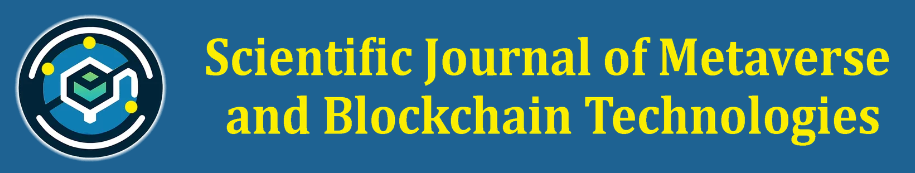 Scientific Journal of Metaverse
and Blockchain Technologies